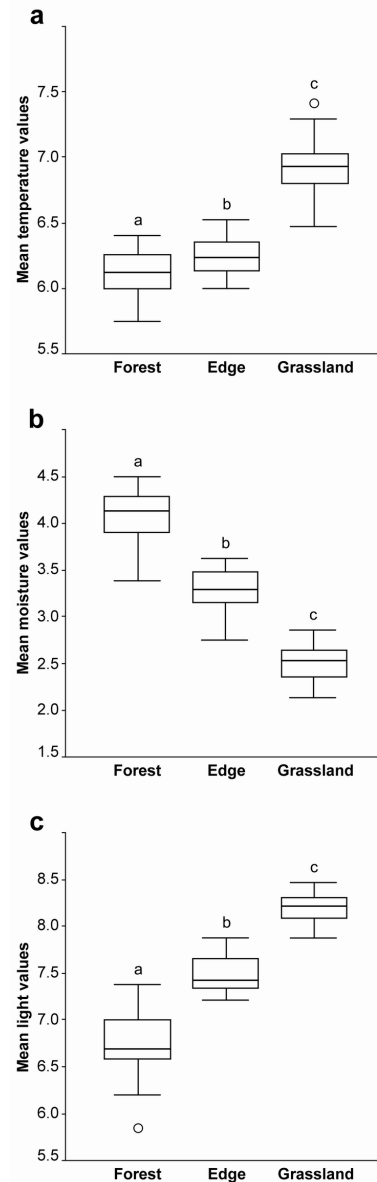 a
Mean temperature values
7.5
7.0
6.5
6.0
5.5
a
b
c
Forest Edge Grassland
b
Mean moisture values
4.5
4.0
3.5
3.0
2.5
2.0
1.5
a
b
c
Forest Edge Grassland
c
Mean light values
8.5
8.0
7.5
7.0
6.5
6.0
5.5
a
b
c
Forest Edge Grassland